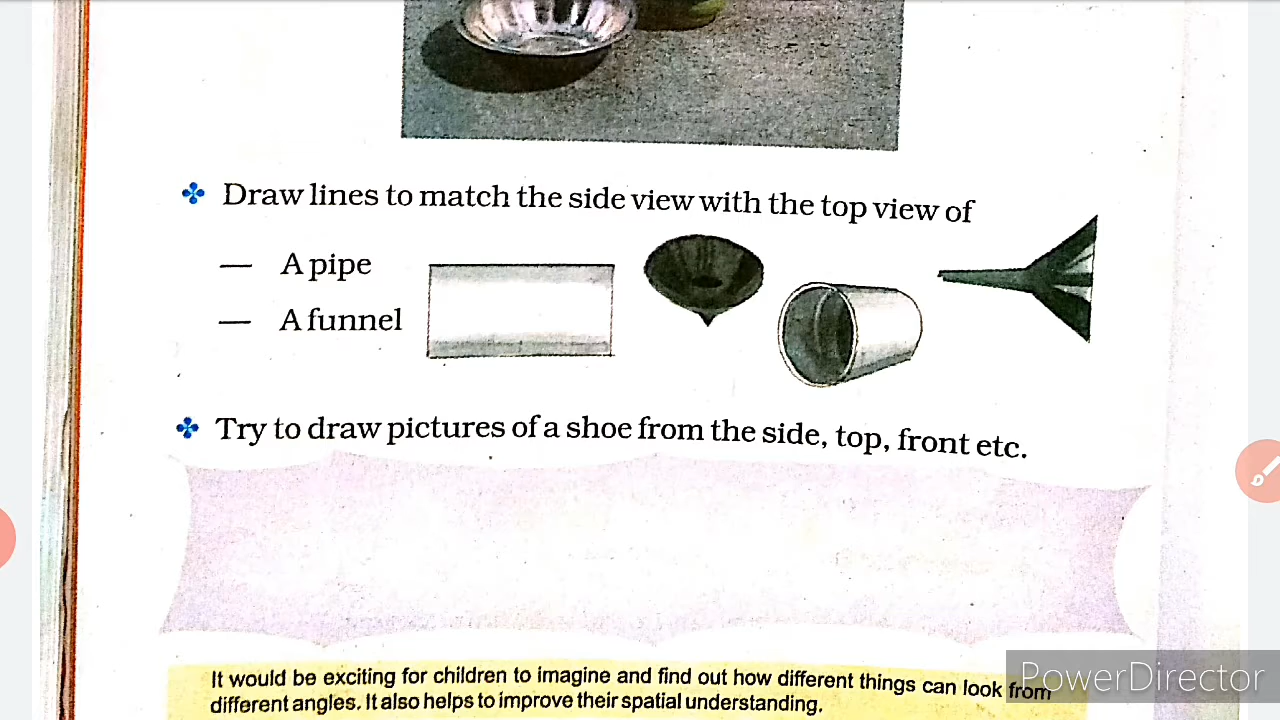 Draw lines to match the side view with the top view of
— A pipe
— A funnel
Try to draw pictures of a shoe from the side, top, front etc.
It would be exciting for children to imagine and find out how different things can look from
different angles. It also helps to improve their spatial understanding.
PowerDirector